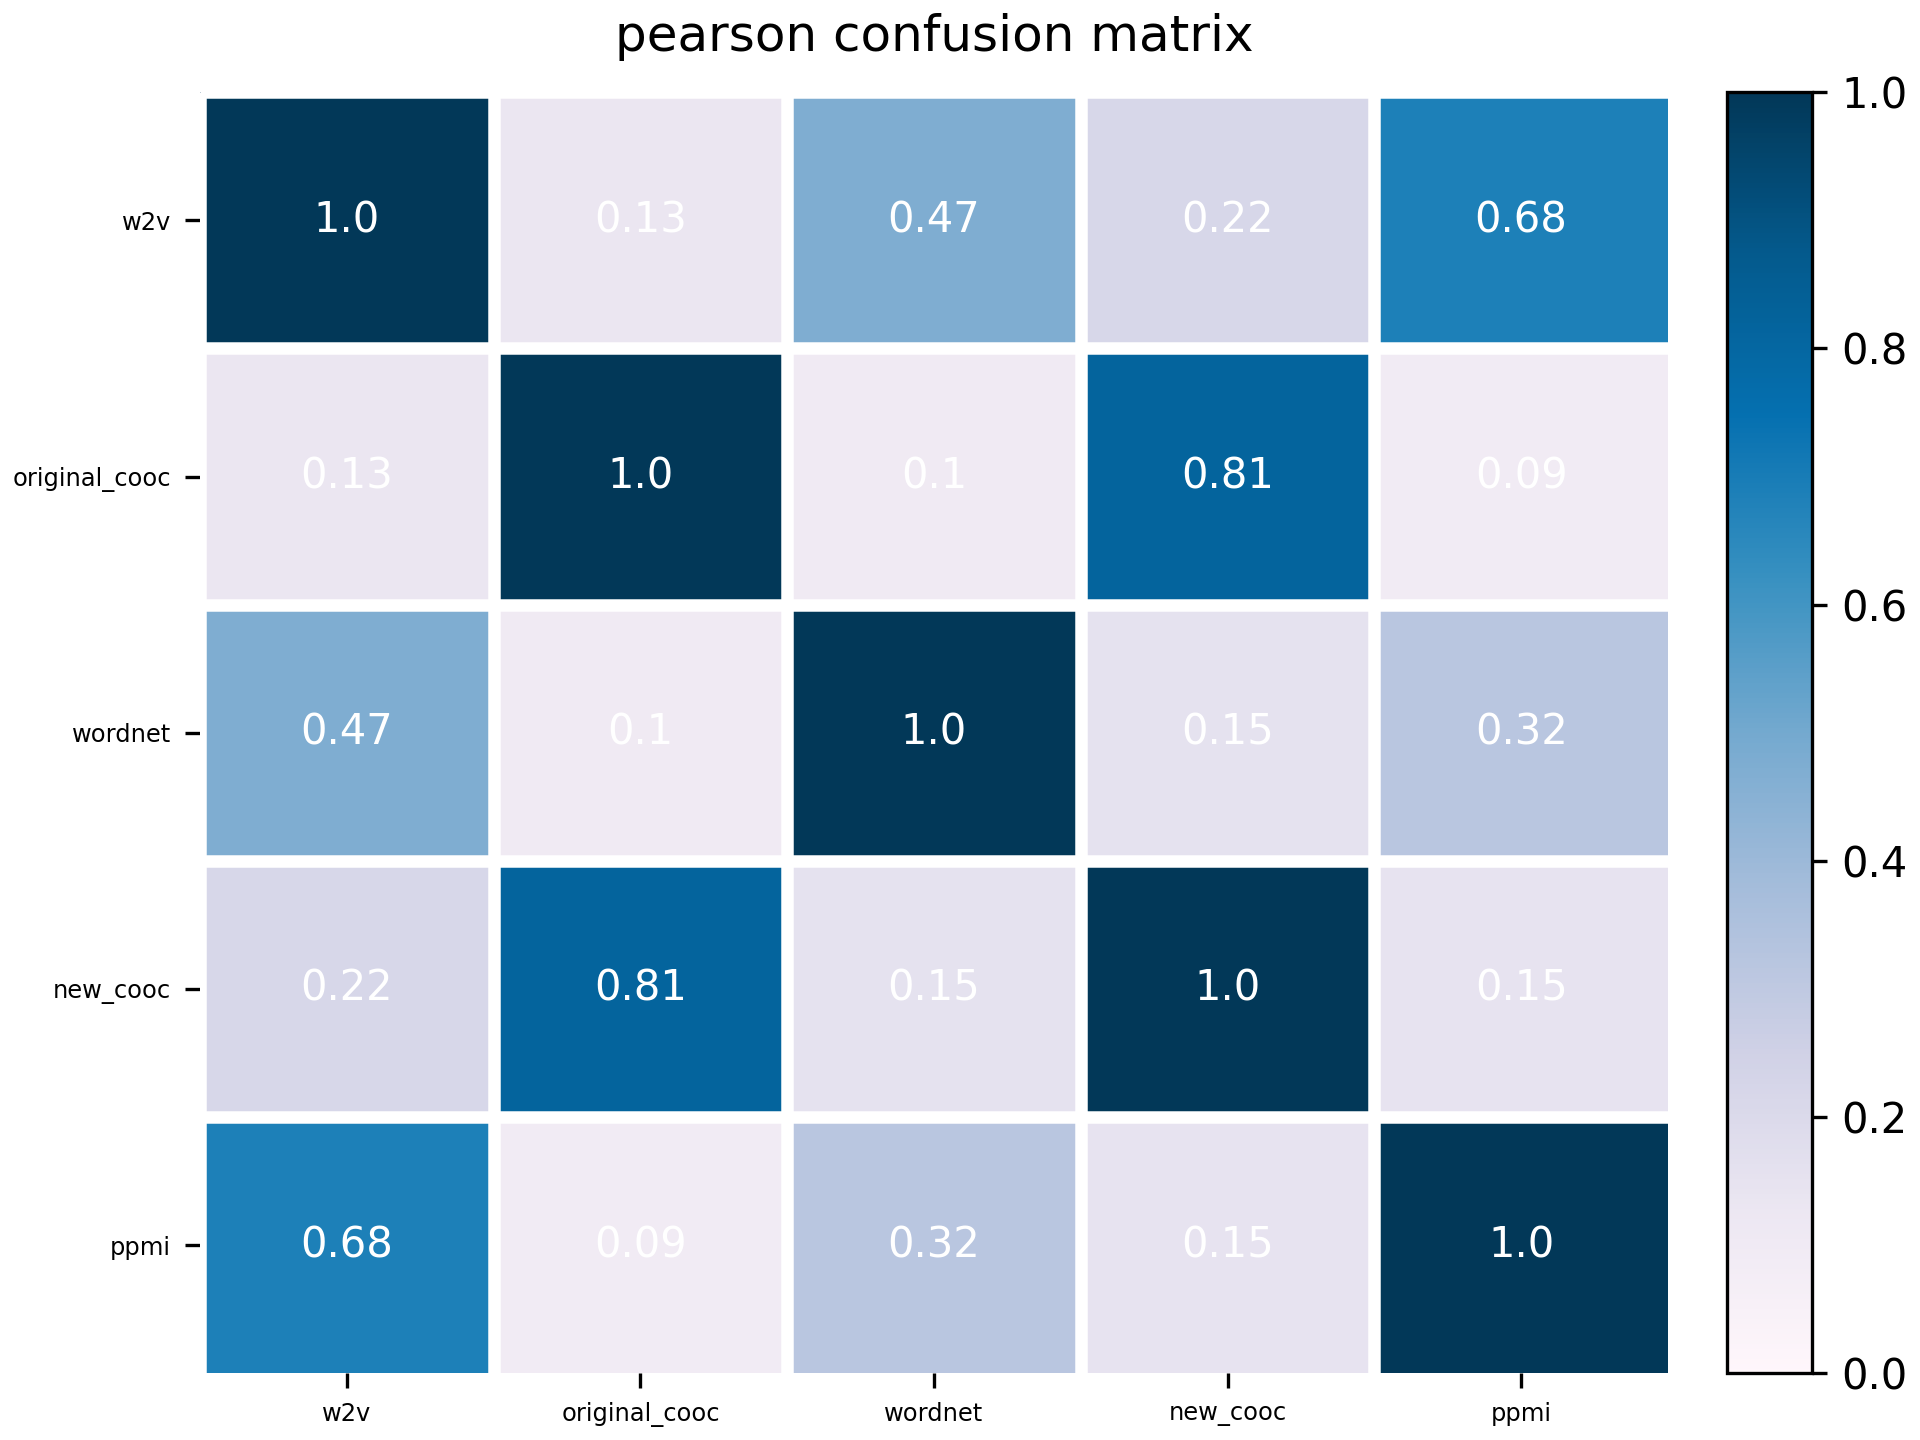 pearson confusion matrix
1.0
w2v 1.0 0.13 0.47 0.22 0.68
0.8
original_cooc 0.13 1.0 0.1 0.81 0.09
0.6
wordnet 0.47 0.1 1.0 0.15 0.32
0.4
new_cooc 0.22 0.81 0.15 1.0 0.15
0.2
ppmi 0.68 0.09 0.32 0.15 1.0
0.0
w2v original_cooc wordnet new_cooc ppmi